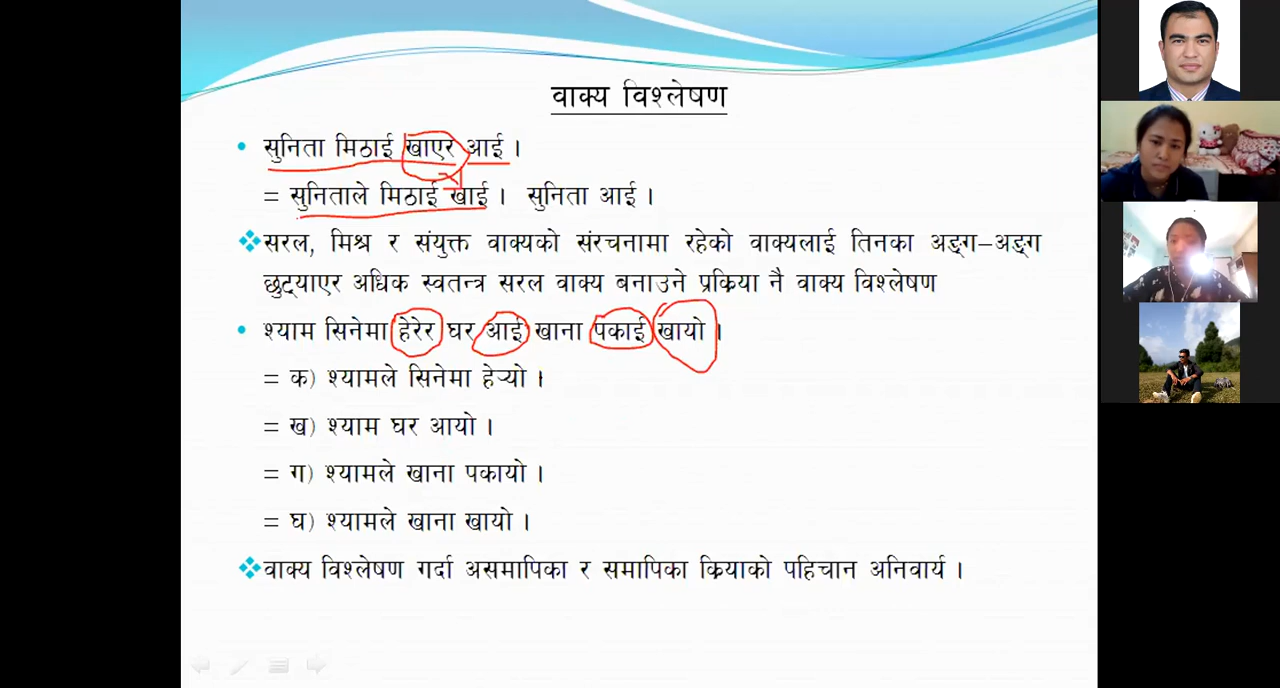 वाक्य विश्लेषण
• सुनिता मिठाई खाएर आई ।
= सुनिताले मिठाई खाई । सुनिता आई ।
❖ सरल, मिश्र र संयुक्त वाक्यको संरचनामा रहेको वाक्यलाई तिनका अङ्ग–अङ्ग
छुट्याएर अधिक स्वतन्त्र सरल वाक्य बनाउने प्रक्रिया नै वाक्य विश्लेषण
• श्याम सिनेमा हेरेर घर आई खाना पकाई खायो ।
= क) श्यामले सिनेमा हेर्‍यो ।
= ख) श्याम घर आयो ।
= ग) श्यामले खाना पकायो ।
= घ) श्यामले खाना खायो ।
❖ वाक्य विश्लेषण गर्दा असमापिका र समापिका क्रियाको पहिचान अनिवार्य ।